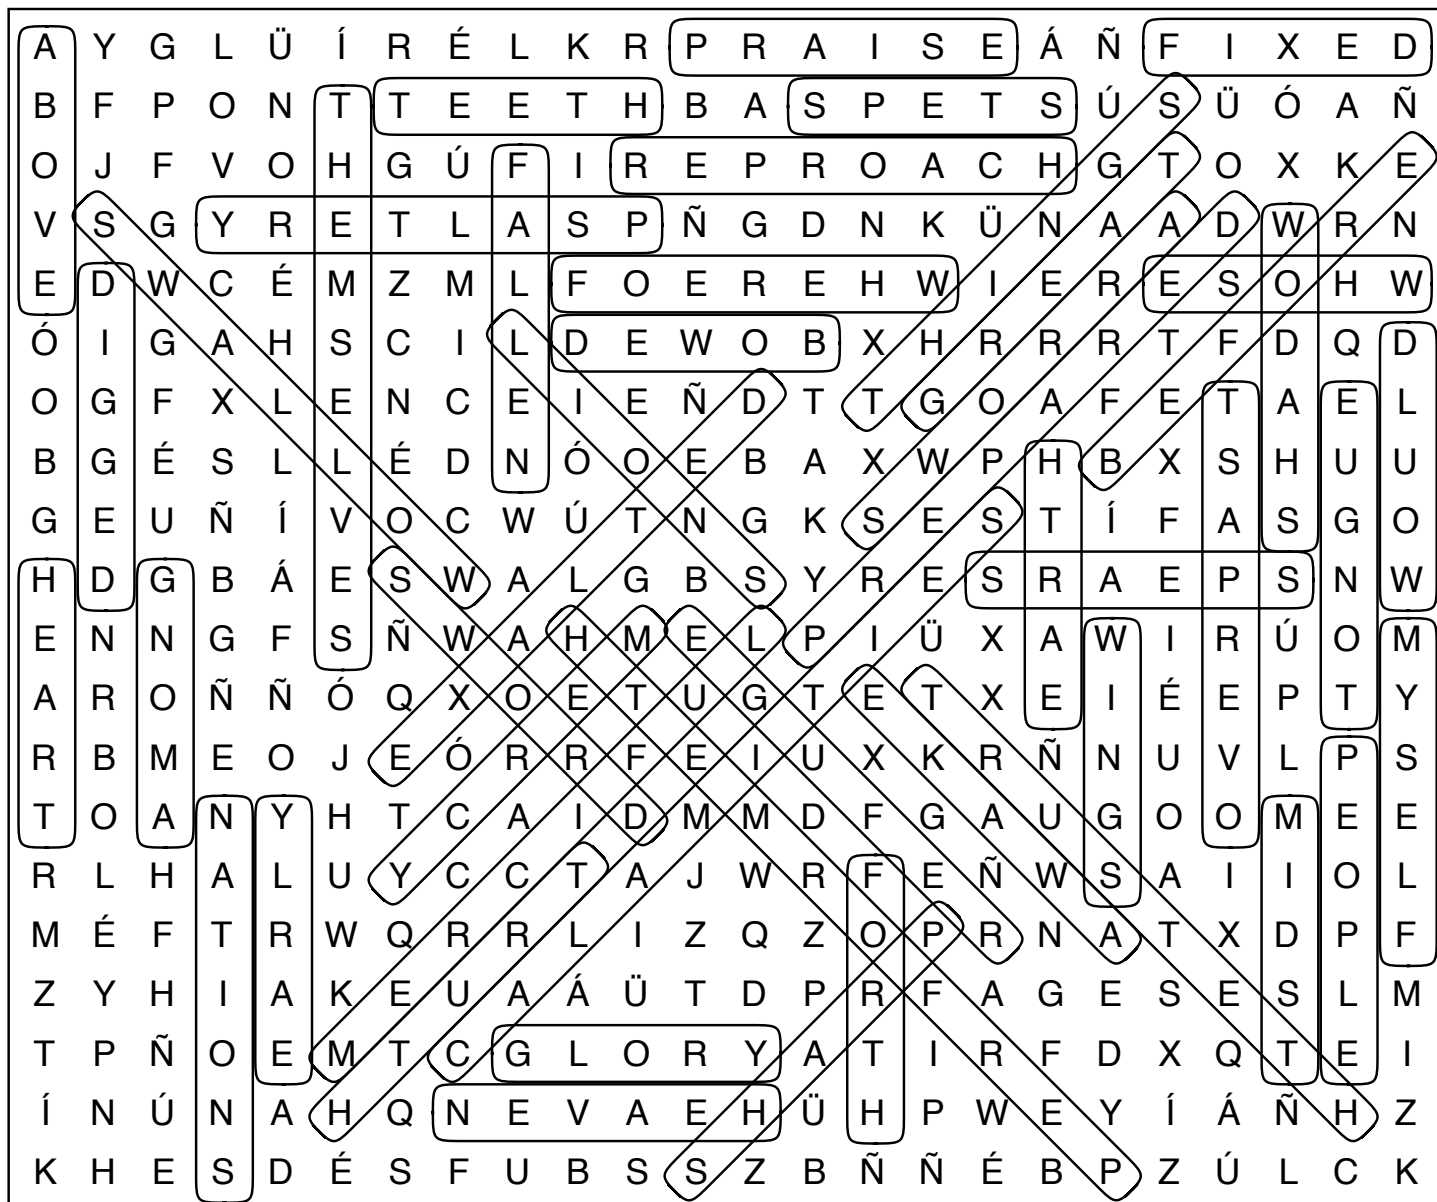 A Y G L Ü Í R É L K R P R A I S E Á Ñ F I X E D
B F P O N T T E E T H B A S P E T S Ú S Ü Ó A Ñ
O J F V O H G Ú F I R E P R O A C H G T O X K E
V S G Y R E T L A S P Ñ G D N K Ü N A A D W R N
E D W C É M Z M L F O E R E H W I E R E S O H W
Ó I G A H S C I L D E W O B X H R R R T F D Q D
O G F X L E N C E I E Ñ D T T G O A F E T A E L
B G É S L L É D N Ó O E B A X W P H B X S H U U
G E U Ñ Í V O C W Ú T N G K S E S T Í F A S G O
H D G B Á E S W A L G B S Y R E S R A E P S N W
E N N G F S Ñ W A H M E L P I Ü X A W I R Ú O M
A R O Ñ Ñ Ó Q X O E T U G T E T X E I É E P T Y
R B M E O J E Ó R R F E I U X K R Ñ N U V L P S
T O A N Y H T C A I D M M D F G A U G O O M E E
R L H A L U Y C C T A J W R F E Ñ W S A I I O L
M É F T R W Q R R L I Z Q Z O P R N A T X D P F
Z Y H I A K E U A Á Ü T D P R F A G E S E S L M
T P Ñ O E M T C G L O R Y A T I R F D X Q T E I
Í N Ú N A H Q N E V A E H Ü H P W E Y Í Á Ñ H Z
K H E S D É S F U B S S Z B Ñ Ñ É B P Z Ú L C K